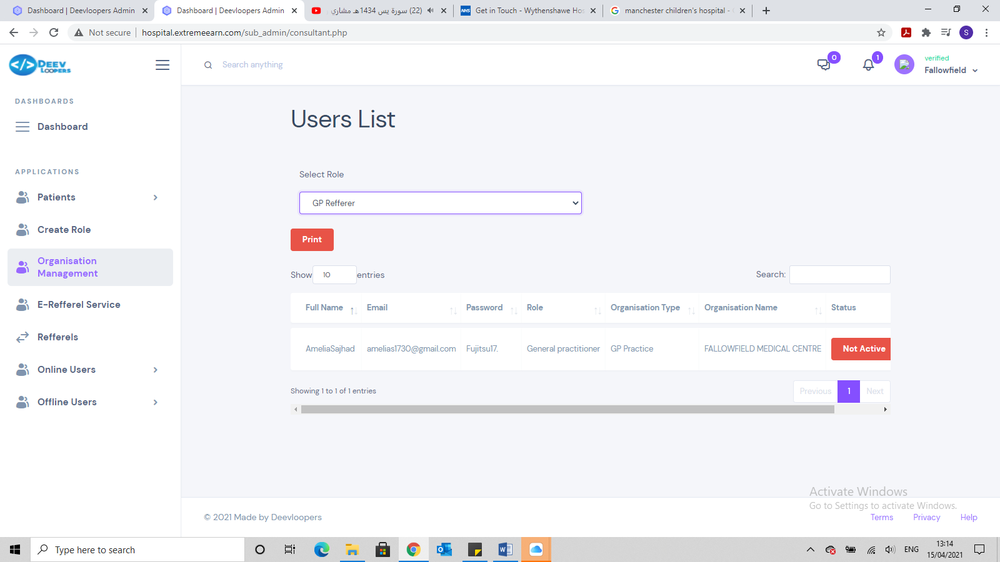 Dashboard | Deevloopers Admin
Dashboard | Deevloopers Admin
(22) سورة يس 1434هـ مشاري
NHS Get in Touch - Wythenshawe Hos
manchester children's hospital -
Not secure
hospital.extremeearn.com/sub_admin/consultant.php
S
</> DEEV LOOPERS
Search anything
0
1
verified
Fallowfield
DASHBOARDS
Dashboard
APPLICATIONS
Patients
Create Role
Organisation
Management
E-Refferel Service
Refferels
Online Users
Offline Users
Users List
Select Role
GP Refferer
Print
Show 10 entries
Search:
Full Name Email Password Role Organisation Type Organisation Name Status
AmeliaSajhad amelias1730@gmail.com Fujitsu17. General practitioner GP Practice FALLOWFIELD MEDICAL CENTRE Not Active
Showing 1 to 1 of 1 entries
Previous 1 Next
Activate Windows
Go to Settings to activate Windows.
© 2021 Made by Deevloopers
Terms Privacy Help
Type here to search
ENG
13:14
15/04/2021